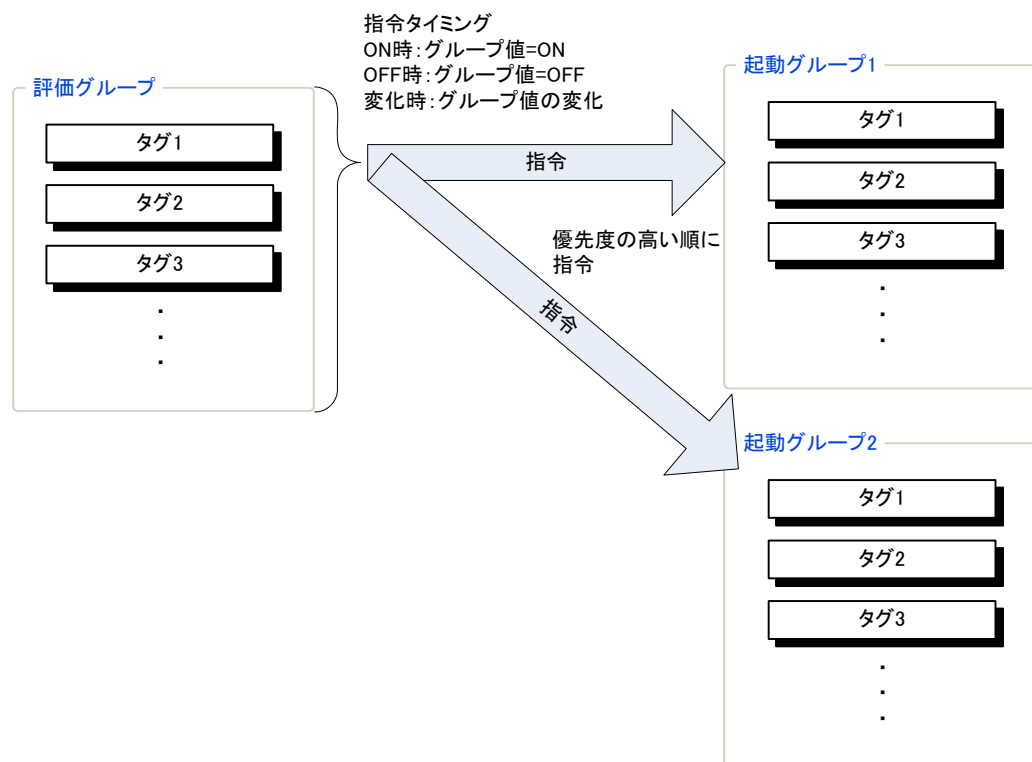 指令タイミング
ON時：グループ値=ON
OFF時：グループ値=OFF
変化時：グループ値の変化
評価グループ
タグ1
タグ2
タグ3
指令
優先度の高い順に
指令
指令
起動グループ1
タグ1
タグ2
タグ3
起動グループ2
タグ1
タグ2
タグ3